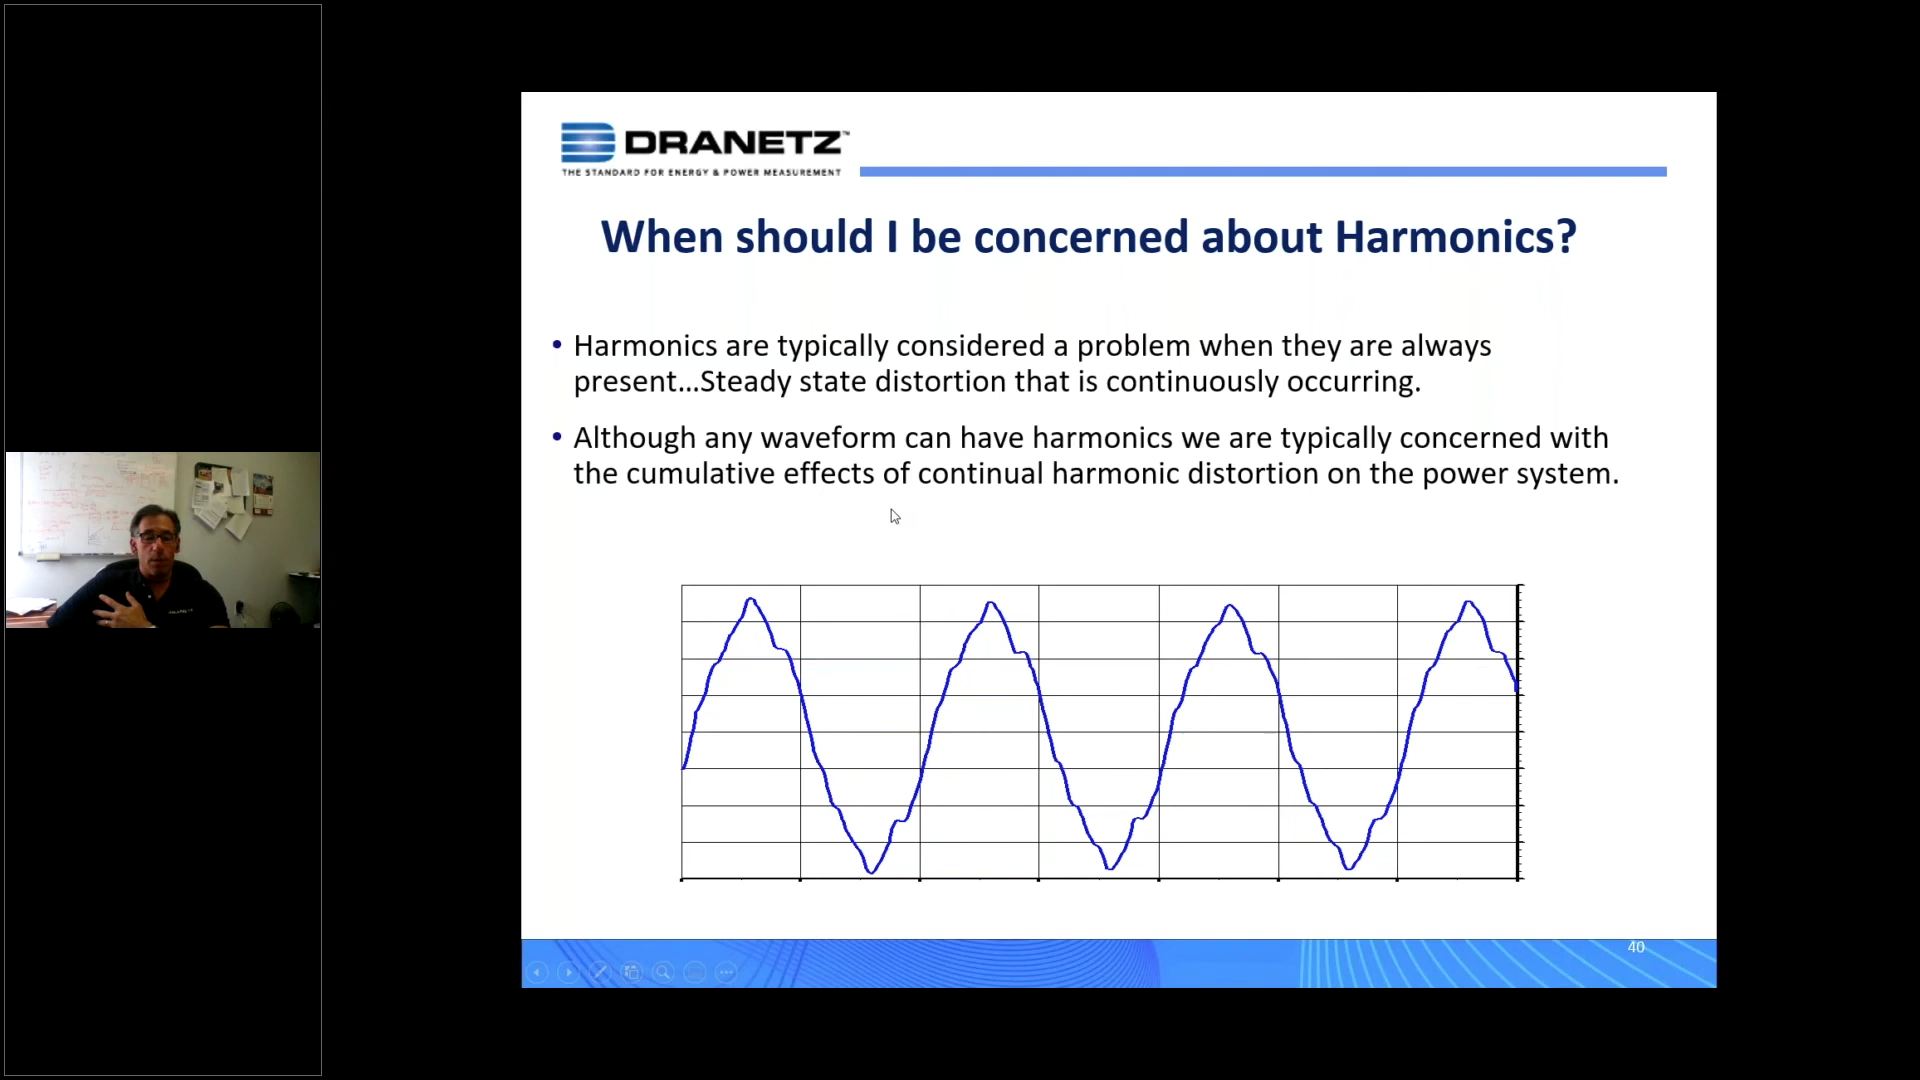 DRANETZ™
THE STANDARD FOR ENERGY & POWER MEASUREMENT
When should I be concerned about Harmonics?
• Harmonics are typically considered a problem when they are always
present...Steady state distortion that is continuously occurring.
• Although any waveform can have harmonics we are typically concerned with
the cumulative effects of continual harmonic distortion on the power system.
40